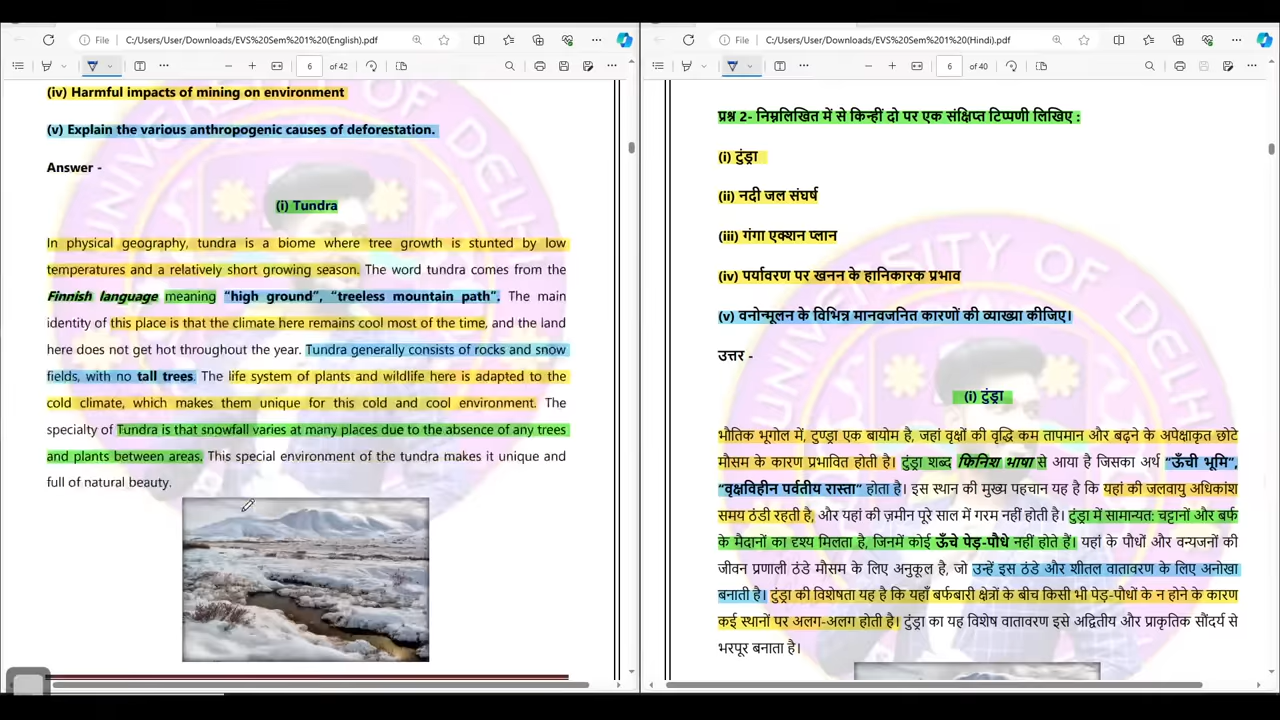 File C:/Users/User/Downloads/EVS%20Sem%201%20(English).pdf
6 of 42
(iv) Harmful impacts of mining on environment
(v) Explain the various anthropogenic causes of deforestation.
Answer -
(i) Tundra
In physical geography, tundra is a biome where tree growth is stunted by low
temperatures and a relatively short growing season. The word tundra comes from the
Finnish language meaning “high ground”, “treeless mountain path”. The main
identity of this place is that the climate here remains cool most of the time, and the land
here does not get hot throughout the year. Tundra generally consists of rocks and snow
fields, with no tall trees. The life system of plants and wildlife here is adapted to the
cold climate, which makes them unique for this cold and cool environment. The
specialty of Tundra is that snowfall varies at many places due to the absence of any trees
and plants between areas. This special environment of the tundra makes it unique and
full of natural beauty.
File C:/Users/User/Downloads/EVS%20Sem%201%20(Hindi).pdf
6 of 40
प्रश्न 2- निम्नलिखित में से किन्हीं दो पर एक संक्षिप्त टिप्पणी लिखिए :
(i) टुंड्रा
(ii) नदी जल संघर्ष
(iii) गंगा एक्शन प्लान
(iv) पर्यावरण पर खनन के हानिकारक प्रभाव
(v) वनोन्मूलन के विभिन्न मानवजनित कारणों की व्याख्या कीजिए।
उत्तर -
(i) टुंड्रा
भौतिक भूगोल में, टुण्ड्रा एक बायोम है, जहां वृक्षों की वृद्धि कम तापमान और बढ़ने के अपेक्षाकृत छोटे
मौसम के कारण प्रभावित होती है। टुंड्रा शब्द फिनिश भाषा से आया है जिसका अर्थ “ऊँची भूमि”,
“वृक्षविहीन पर्वतीय रास्ता” होता है। इस स्थान की मुख्य पहचान यह है कि यहां की जलवायु अधिकांश
समय ठंडी रहती है, और यहां की ज़मीन पूरे साल में गरम नहीं होती है। टुंड्रा में सामान्यत: चट्टानों और बर्फ
के मैदानों का दृश्य मिलता है, जिनमें कोई ऊँचे पेड़-पौधे नहीं होते हैं। यहां के पौधों और वन्यजनों की
जीवन प्रणाली ठंडे मौसम के लिए अनुकूल है, जो उन्हें इस ठंडे और शीतल वातावरण के लिए अनोखा
बनाती है। टुंड्रा की विशेषता यह है कि यहाँ बर्फबारी क्षेत्रों के बीच किसी भी पेड़-पौधों के न होने के कारण
कई स्थानों पर अलग-अलग होती है। टुंड्रा का यह विशेष वातावरण इसे अद्वितीय और प्राकृतिक सौंदर्य से
भरपूर बनाता है।